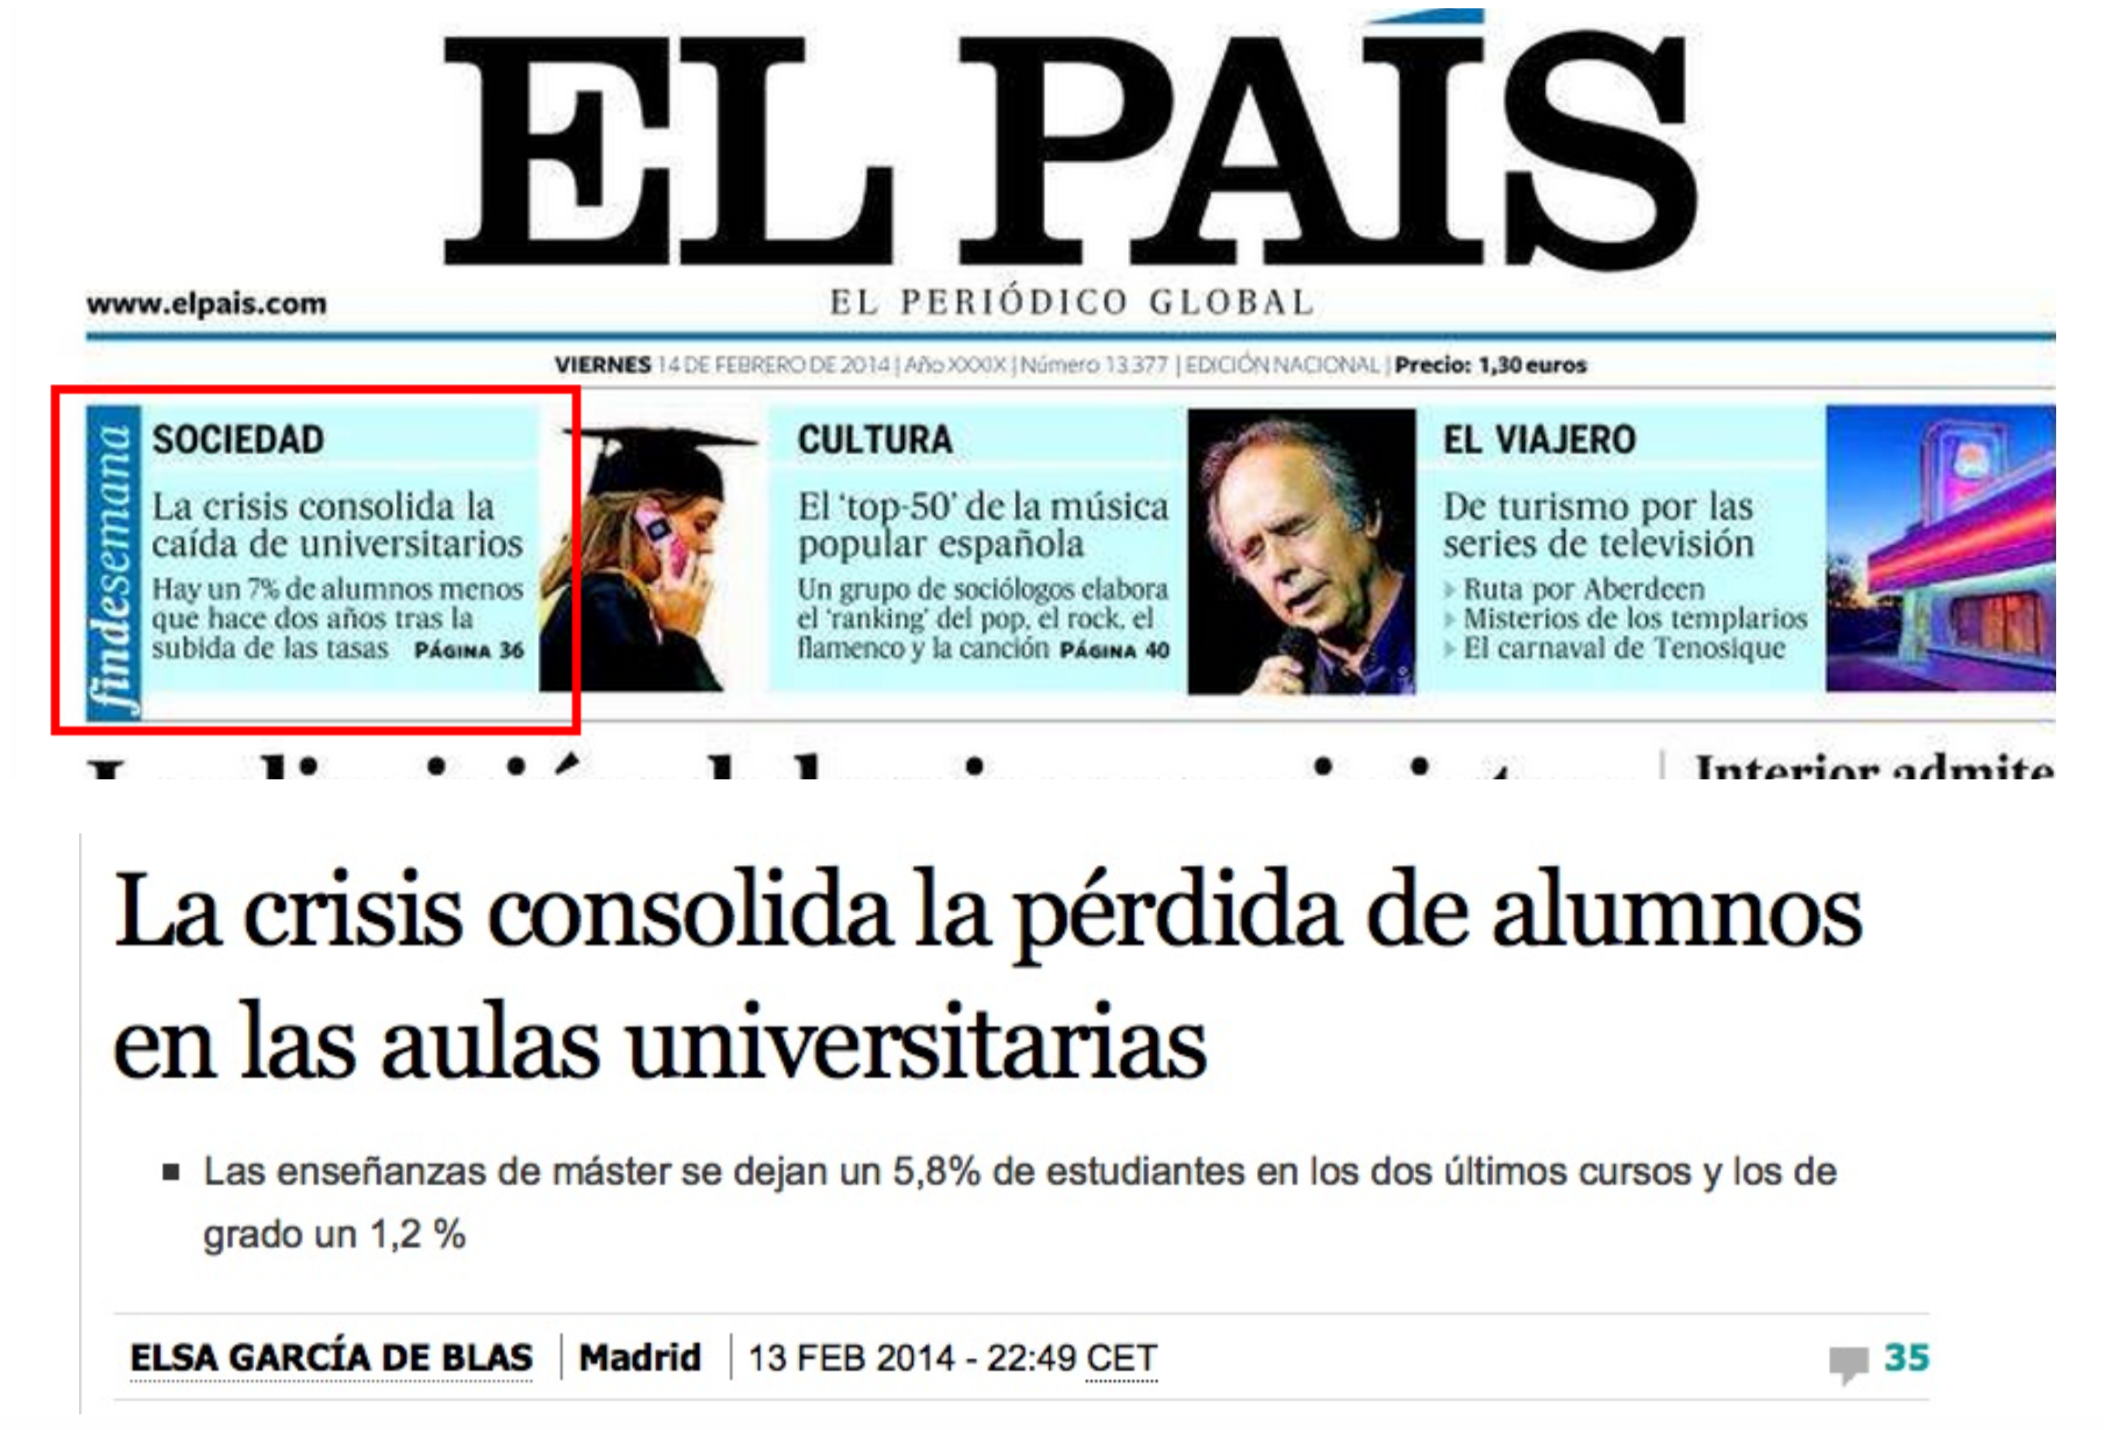 EL PAÍS
www.elpais.com
EL PERIÓDICO GLOBAL
VIERNES 14 DE FEBRERO DE 2014 | Año XXXIX | Número 13.377 | EDICIÓN NACIONAL | Precio: 1,30 euros
findesemana
SOCIEDAD
La crisis consolida la
caída de universitarios
Hay un 7% de alumnos menos
que hace dos años tras la
subida de las tasas PÁGINA 36
CULTURA
El ‘top-50’ de la música
popular española
Un grupo de sociólogos elabora
el ‘ranking’ del pop, el rock, el
flamenco y la canción PÁGINA 40
EL VIAJERO
De turismo por las
series de televisión
Ruta por Aberdeen
Misterios de los templarios
El carnaval de Tenosique
Interior admite
La crisis consolida la pérdida de alumnos
en las aulas universitarias
Las enseñanzas de máster se dejan un 5,8% de estudiantes en los dos últimos cursos y los de
grado un 1,2 %
ELSA GARCÍA DE BLAS | Madrid | 13 FEB 2014 - 22:49 CET
35